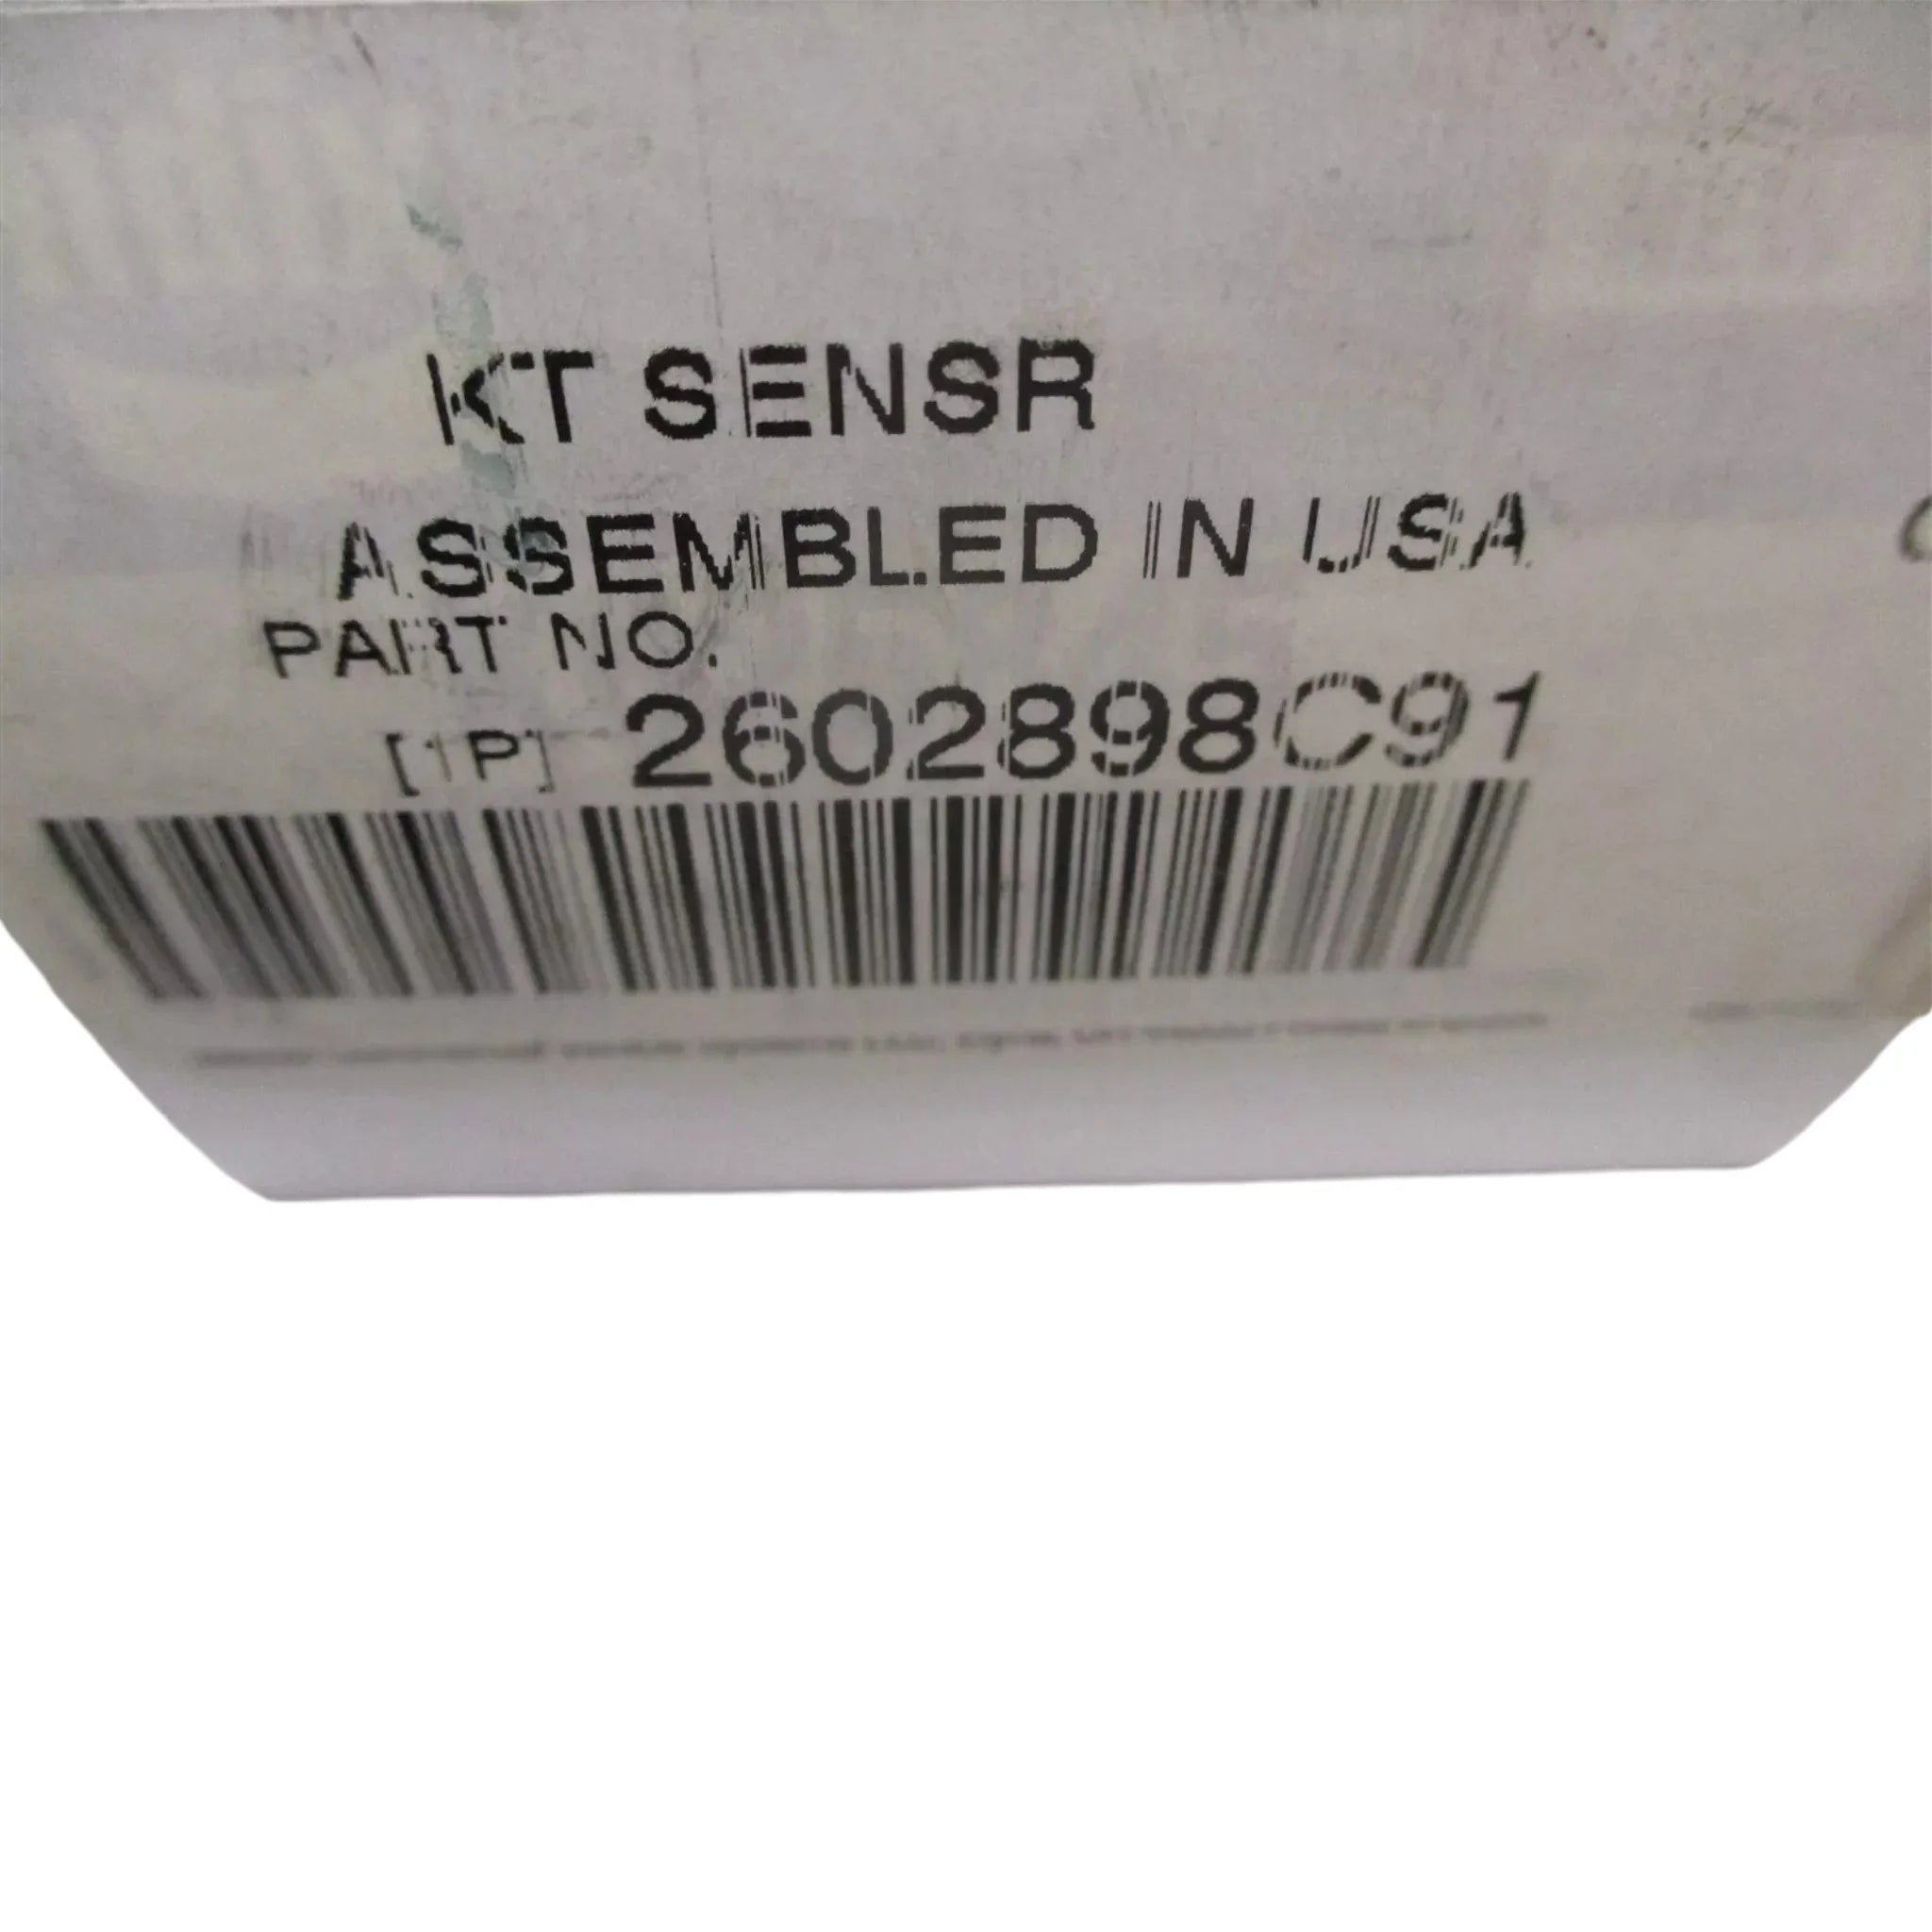 KT SENSR
ASSEMBLED IN USA
PART NO.
[1P] 2602898C91